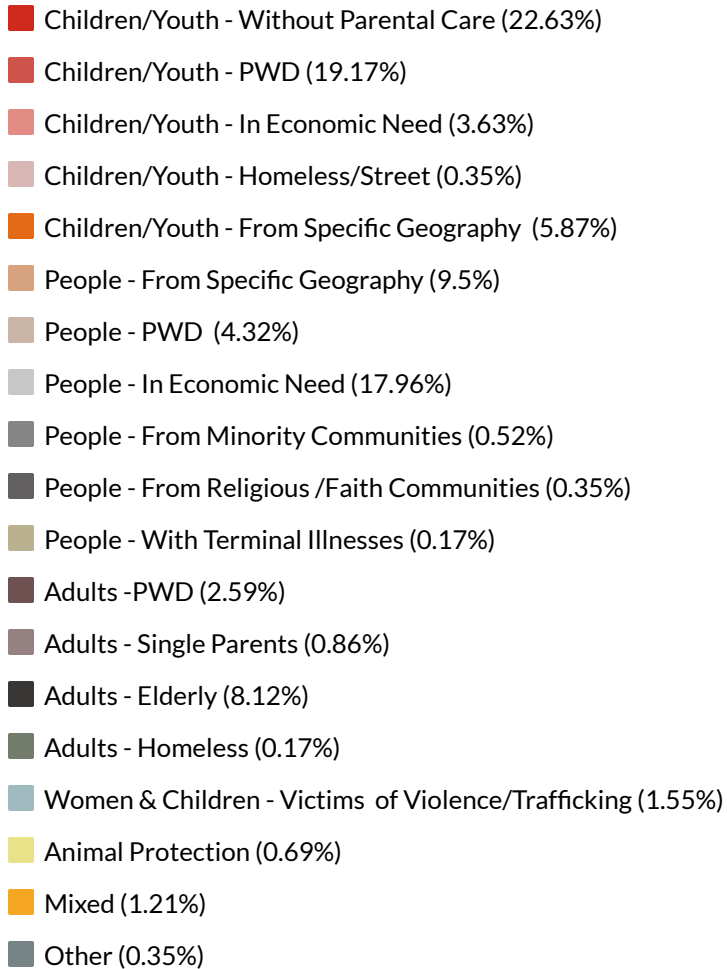 Children/Youth - Without Parental Care (22.63%)
Children/Youth - PWD (19.17%)
Children/Youth - In Economic Need (3.63%)
Children/Youth - Homeless/Street (0.35%)
Children/Youth - From Specific Geography  (5.87%)
People - From Specific Geography (9.5%)
People - PWD  (4.32%)
People - In Economic Need (17.96%)
People - From Minority Communities (0.52%)
People - From Religious /Faith Communities (0.35%)
People - With Terminal Illnesses (0.17%)
Adults -PWD (2.59%)
Adults - Single Parents (0.86%)
Adults - Elderly (8.12%)
Adults - Homeless (0.17%)
Women & Children - Victims  of Violence/Trafficking (1.55%)
Animal Protection (0.69%)
Mixed (1.21%)
Other (0.35%)